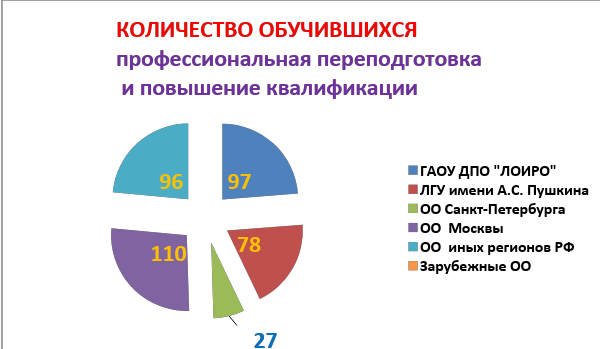 КОЛИЧЕСТВО ОБУЧИВШИХСЯ
профессиональная переподготовка
и повышение квалификации
96
97
110
78
27
ГАОУ ДПО "ЛОИРО"
ЛГУ имени А.С. Пушкина
ОО Санкт-Петербурга
ОО Москвы
ОО иных регионов РФ
Зарубежные ОО